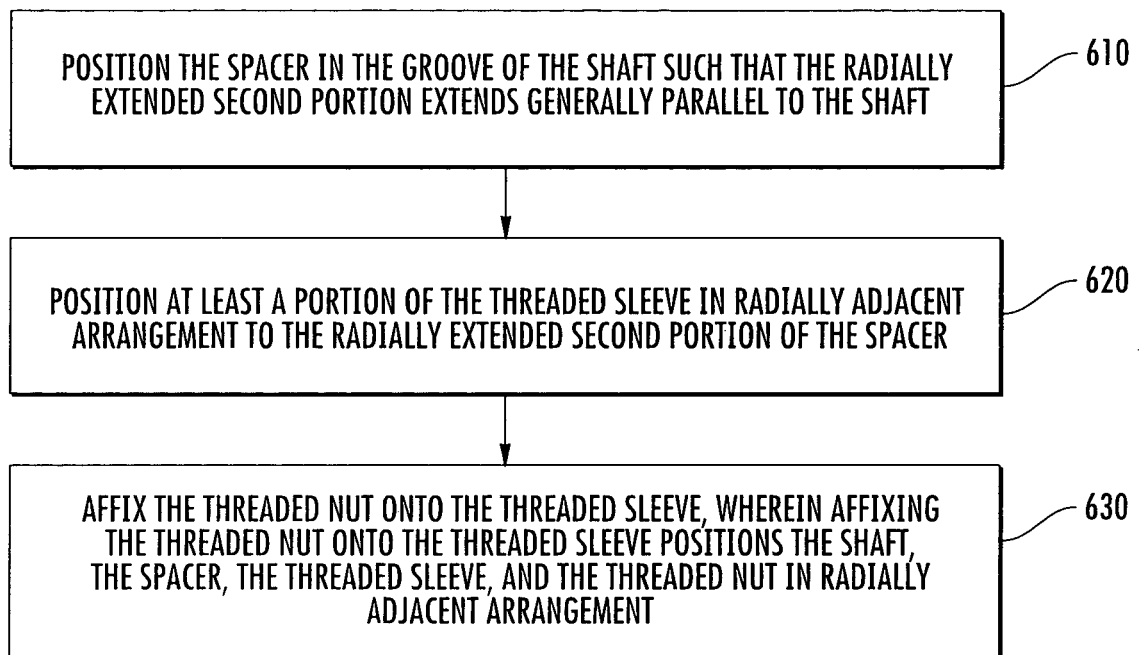 POSITION THE SPACER IN THE GROOVE OF THE SHAFT SUCH THAT THE RADIALLY
EXTENDED SECOND PORTION EXTENDS GENERALLY PARALLEL TO THE SHAFT
610
POSITION AT LEAST A PORTION OF THE THREADED SLEEVE IN RADIALLY ADJACENT
ARRANGEMENT TO THE RADIALLY EXTENDED SECOND PORTION OF THE SPACER
620
AFFIX THE THREADED NUT ONTO THE THREADED SLEEVE, WHEREIN AFFIXING
THE THREADED NUT ONTO THE THREADED SLEEVE POSITIONS THE SHAFT,
THE SPACER, THE THREADED SLEEVE, AND THE THREADED NUT IN RADIALLY
ADJACENT ARRANGEMENT
630